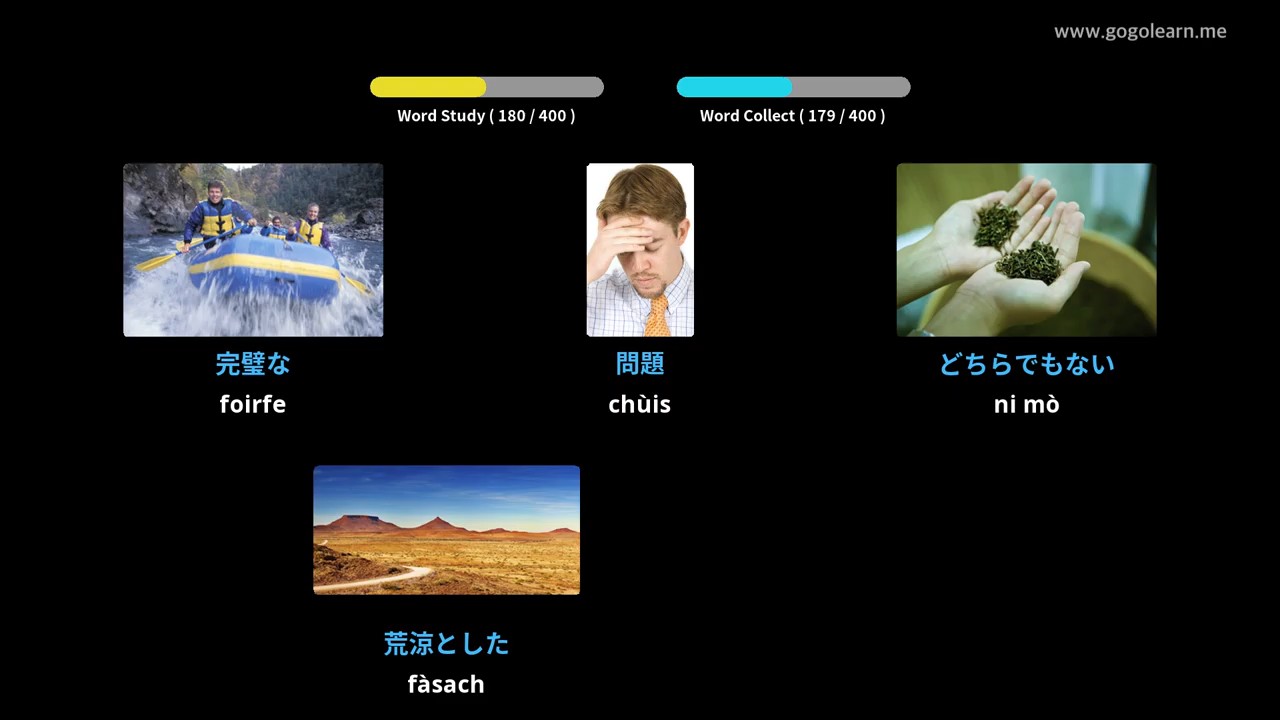 www.gogolearn.me
Word Study ( 180 / 400 )
Word Collect ( 179 / 400 )
完璧な
foirfe
問題
chùis
どちらでもない
ni mò
荒涼とした
fàsach